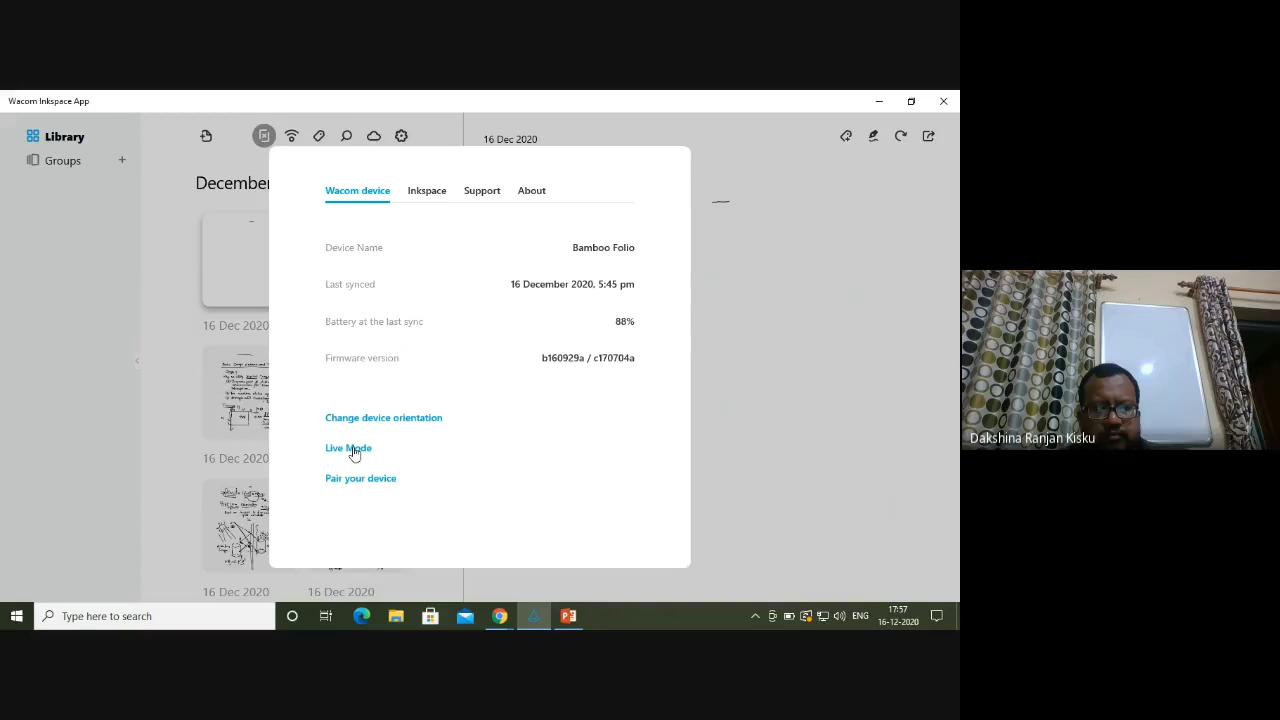 Wacom Inkspace App
Library
Groups +
16 Dec 2020
December
Wacom device Inkspace Support About
Device Name Bamboo Folio
Last synced 16 December 2020, 5:45 pm
Battery at the last sync 88%
Firmware version b160929a / c170704a
Change device orientation
Live Mode
Pair your device
16 Dec 2020
16 Dec 2020
16 Dec 2020 16 Dec 2020
Dakshina Ranjan Kisku
Type here to search
ENG
17:57
16-12-2020